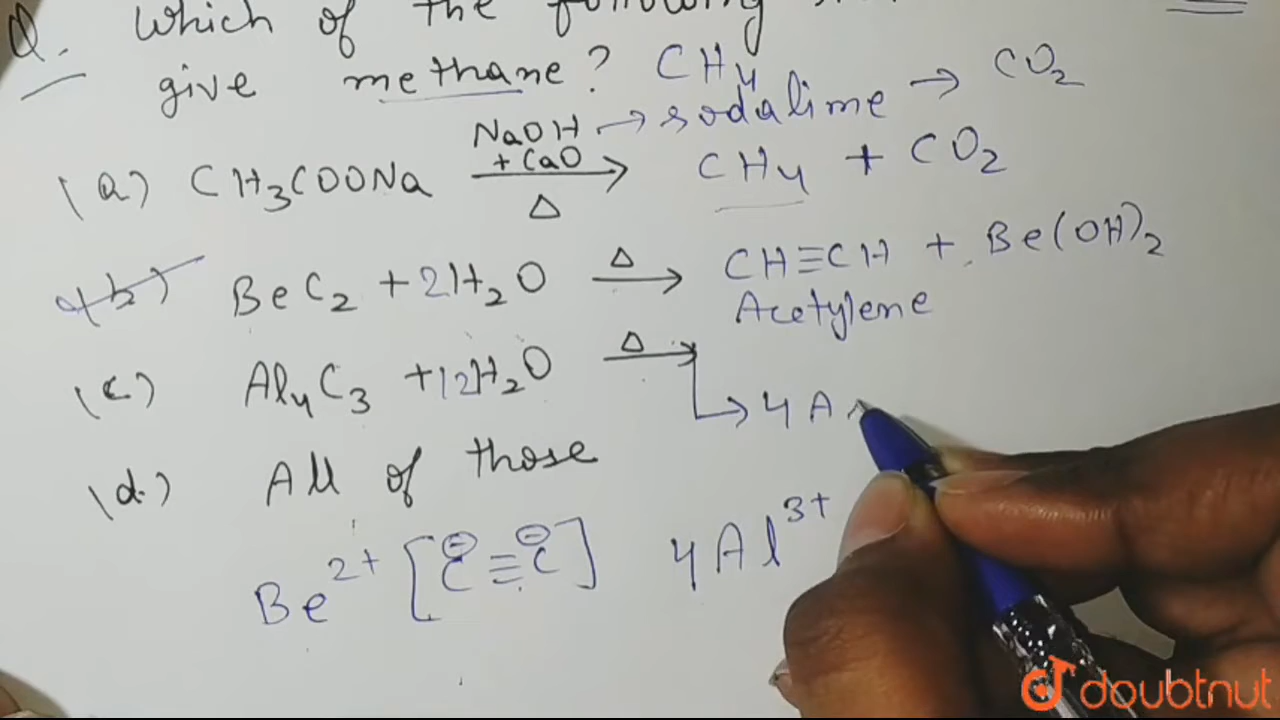 Q. Which of the following
give methane? CH4
NaOH → sodalime → CO2
(a) CH3COONa + CaO Δ → CH4 + CO2
(b) BeC2 + 2H2O Δ → CH≡CH + Be(OH)2
Acetylene
(c) Al4C3 + 12H2O Δ →
→ 4A
(d.) All of those
Be2+ [C⊖≡C⊖] 4Al3+
doubtnut